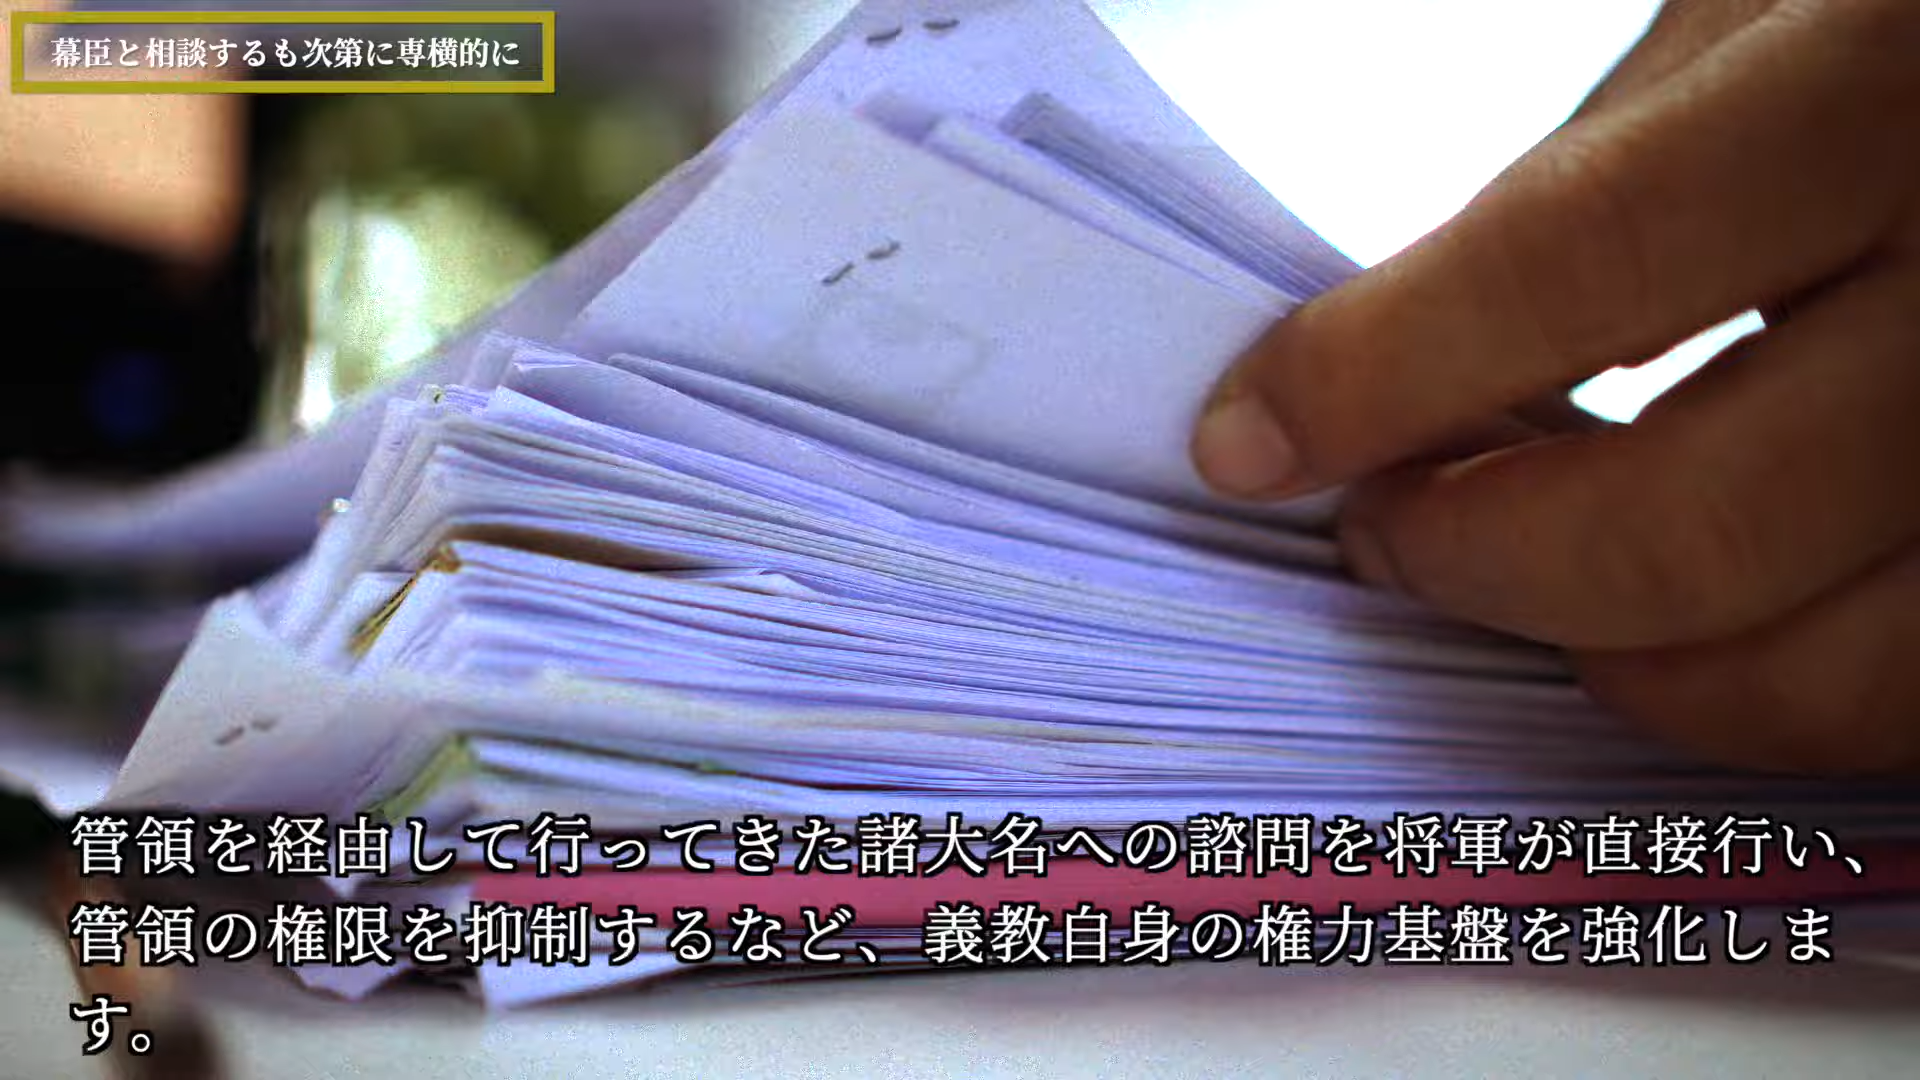 幕臣と相談するも次第に専横的に
管領を経由して行ってきた諸大名への諮問を将軍が直接行い、
管領の権限を抑制するなど、義教自身の権力基盤を強化しま
す。